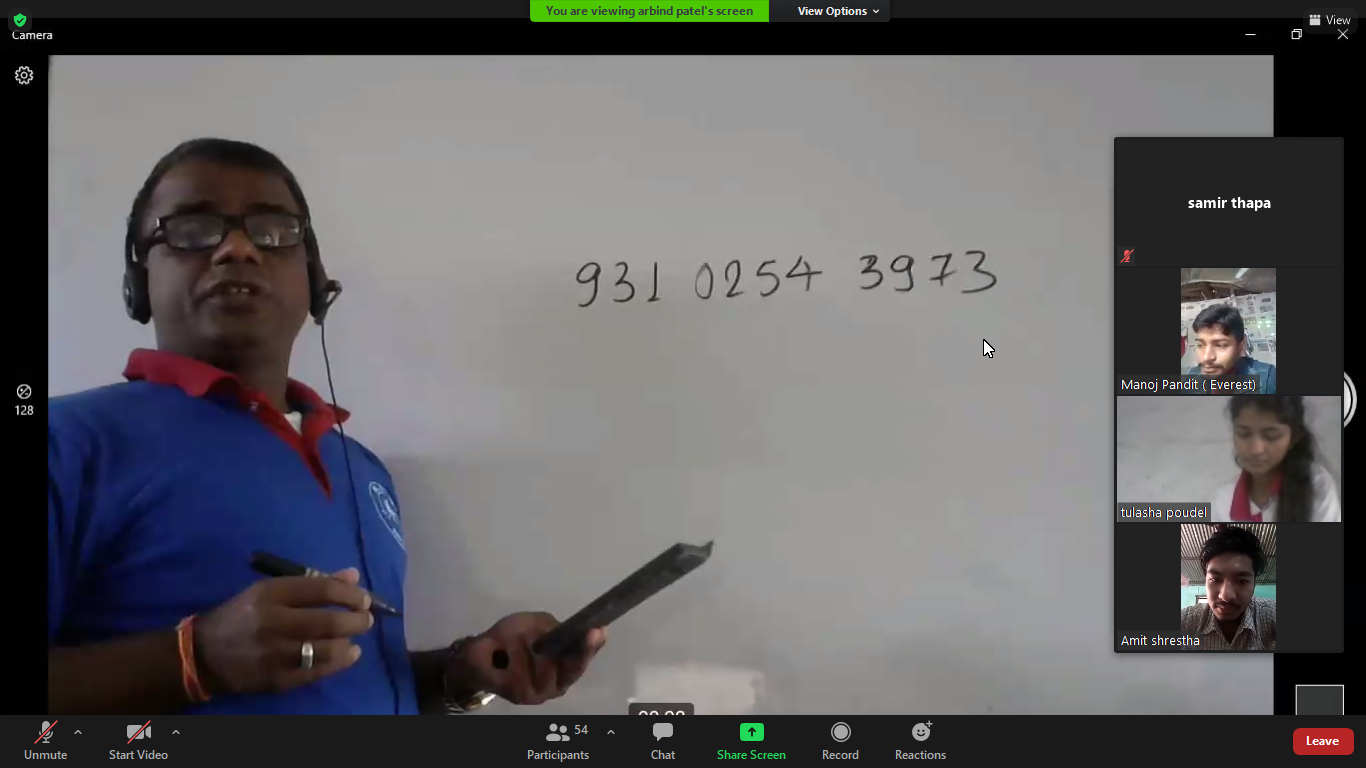 You are viewing arbind patel's screen
View Options
View
Camera
931 0254 3973
samir thapa
Manoj Pandit ( Everest)
128
tulasha poudel
Amit shrestha
Unmute
Start Video
54
Participants
Chat
Share Screen
Record
Reactions
Leave